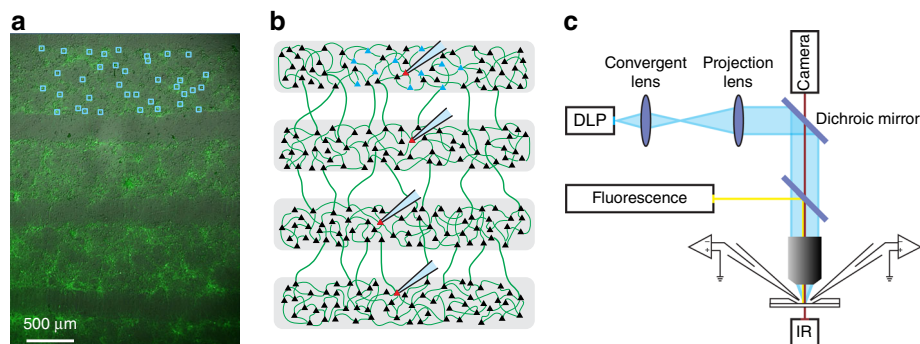 a
500 µm
b
c
Convergent
lens
Projection
lens
Camera
DLP
Dichroic mirror
Fluorescence
− +
− +
IR